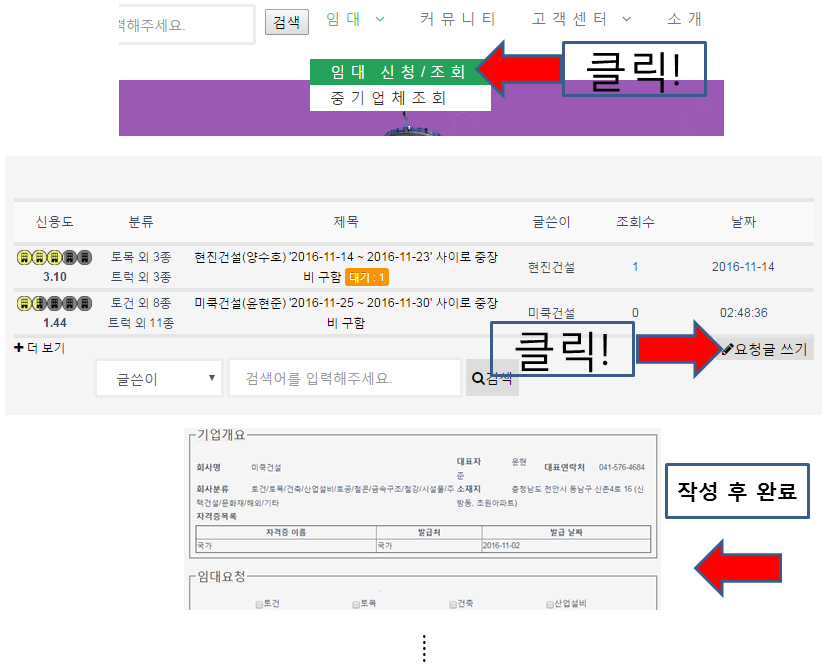 력해주세요.
검색
임대
커뮤니티
고객센터
소개
임대 신청/조회
중기업체조회
클릭!
신용도 분류 제목 글쓴이 조회수 날짜
3.10
토목 외 3종
트럭 외 3종
현진건설(양수호) '2016-11-14 ~ 2016-11-23' 사이로 중장
비 구함 대기 : 1
현진건설
1
2016-11-14
1.44
토건 외 8종
트럭 외 11종
미쿡건설(윤현준) '2016-11-25 ~ 2016-11-30' 사이로 중장
비 구함
미쿡건설
0
02:48:36
더 보기
클릭!
요청글 쓰기
글쓴이
검색어를 입력해주세요.
검색
기업개요
회사명 미쿡건설
대표자 윤현
준
대표연락처 041-576-4684
회사분류 토건/토목/건축/산업설비/토공/철콘/금속구조/철강/시설물/주
택건설/문화재/해외/기타
소재지 충청남도 천안시 동남구 신촌4로 16 (신
방동, 초원아파트)
자격증목록
자격증 이름 발급처 발급 날짜
국가 국가 2016-11-02
임대요청
토건 토목 건축 산업설비
작성 후 완료